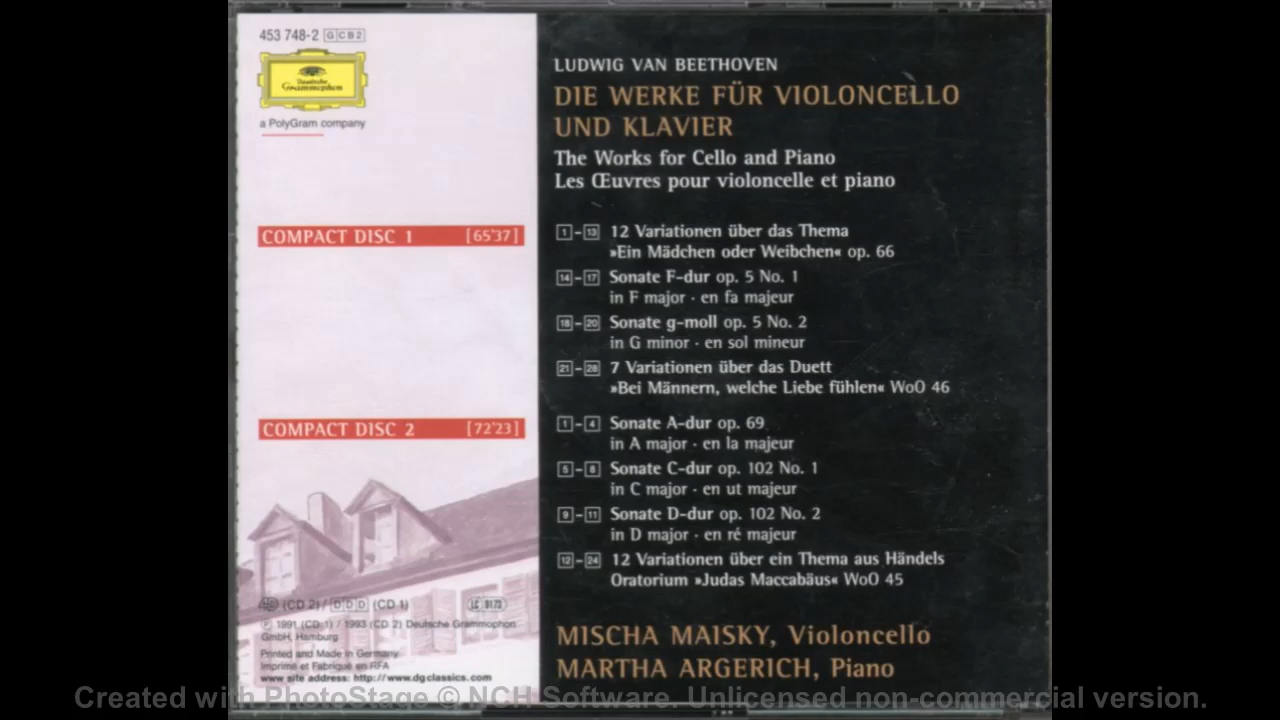 453 748-2 GCB2
Deutsche
Grammophon
a PolyGram company
COMPACT DISC 1 [65'37]
COMPACT DISC 2 [72'23]
(CD 2) / DDD (CD 1)
LC 0173
℗ 1991 (CD 1) / 1993 (CD 2) Deutsche Grammophon
GmbH, Hamburg
Printed and Made in Germany
Imprimé et Fabriqué en RFA
www site address: http://www.dgclassics.com
LUDWIG VAN BEETHOVEN
DIE WERKE FÜR VIOLONCELLO
UND KLAVIER
The Works for Cello and Piano
Les Œuvres pour violoncelle et piano
1-13 12 Variationen über das Thema
»Ein Mädchen oder Weibchen« op. 66
14-17 Sonate F-dur op. 5 No. 1
in F major · en fa majeur
18-20 Sonate g-moll op. 5 No. 2
in G minor · en sol mineur
21-28 7 Variationen über das Duett
»Bei Männern, welche Liebe fühlen« WoO 46
1-4 Sonate A-dur op. 69
in A major · en la majeur
5-8 Sonate C-dur op. 102 No. 1
in C major · en ut majeur
9-11 Sonate D-dur op. 102 No. 2
in D major · en ré majeur
12-24 12 Variationen über ein Thema aus Händels
Oratorium »Judas Maccabäus« WoO 45
MISCHA MAISKY, Violoncello
MARTHA ARGERICH, Piano
Created with PhotoStage © NCH Software. Unlicensed non-commercial version.